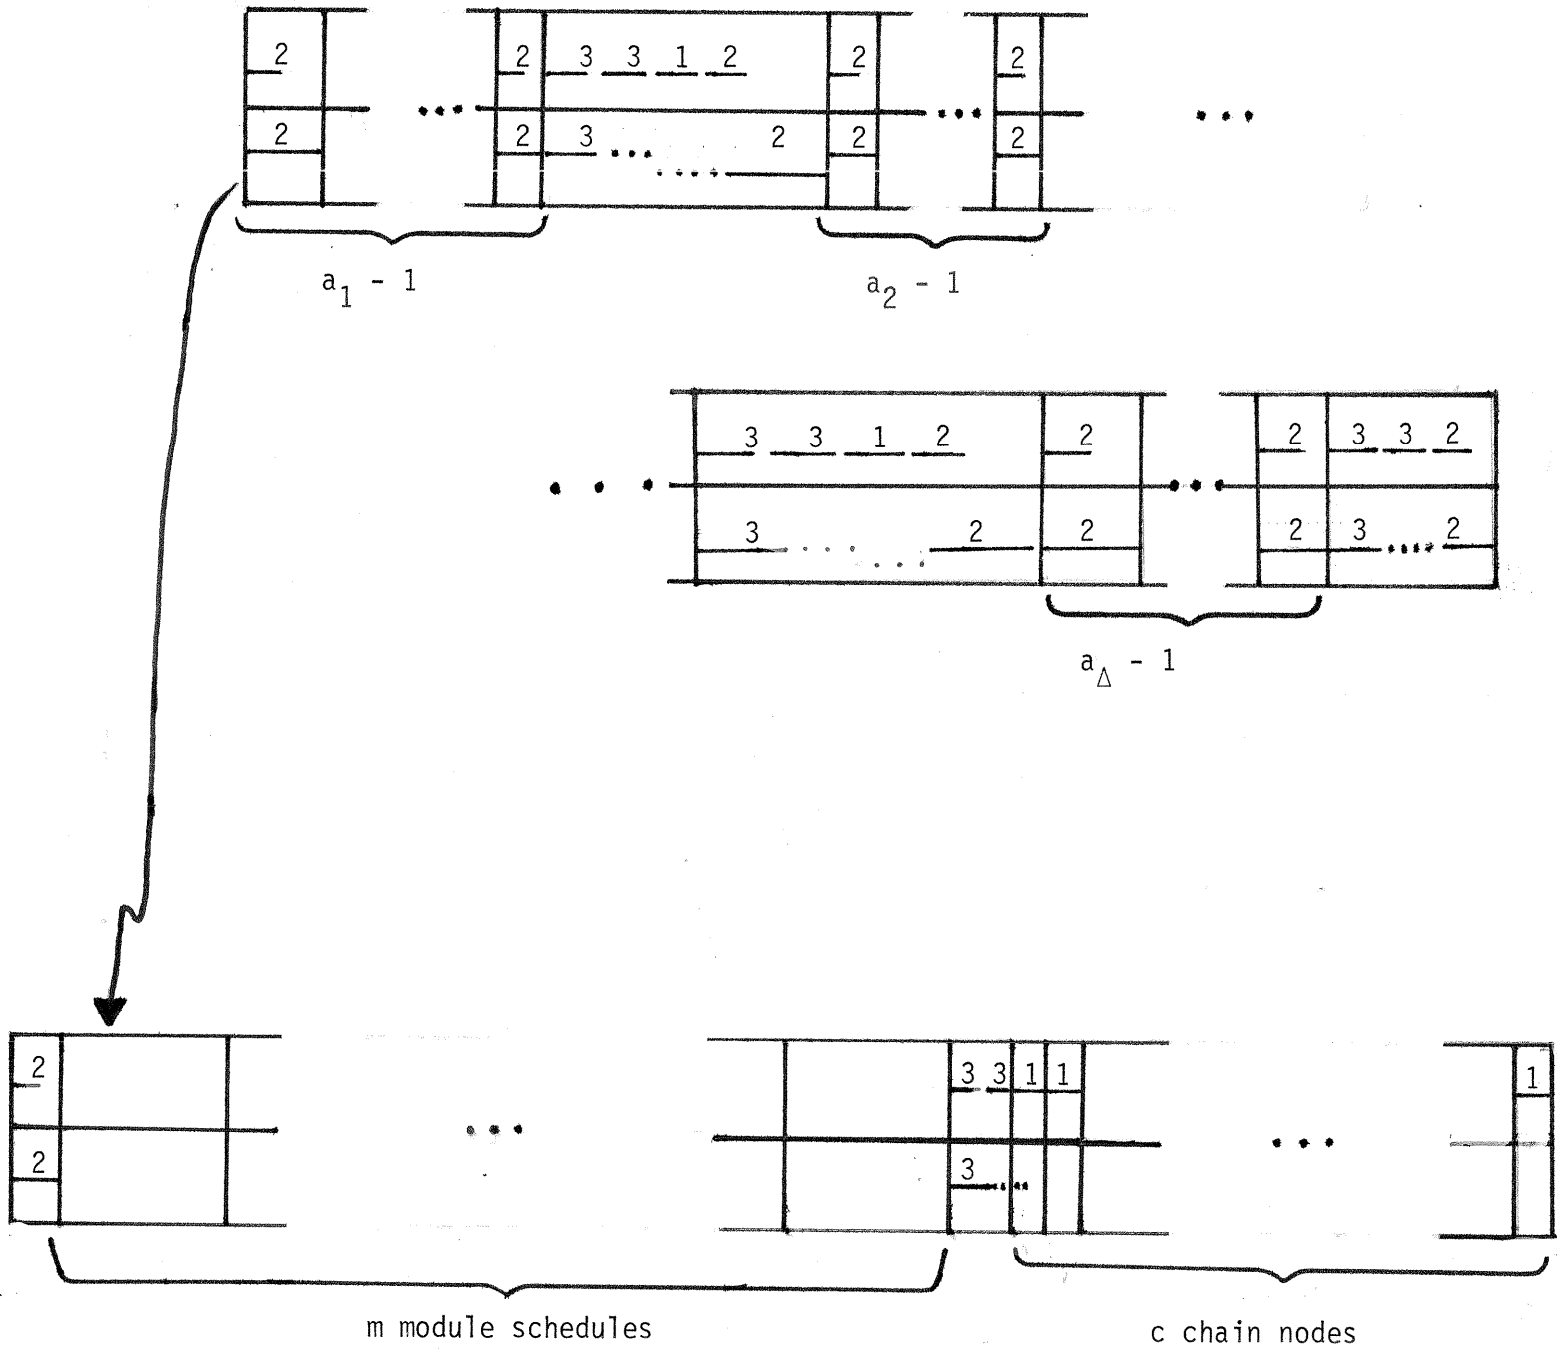 2 2 3 3 1 2 2 2
2 2 3 2 2 2
a1 - 1 a2 - 1
3 3 1 2 2 2 3 3 2
3 2 2 2 3 2
aΔ - 1
2 3 3 1 1 1
2 3
m module schedules c chain nodes